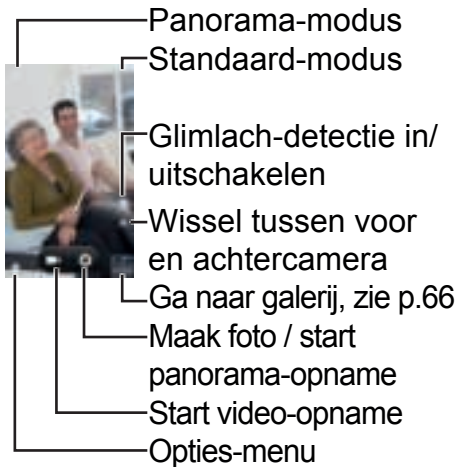 Panorama-modus
Standaard-modus
Glimlach-detectie in/
uitschakelen
Wissel tussen voor
en achtercamera
Ga naar galerij, zie p.66
Maak foto / start
panorama-opname
Start video-opname
Opties-menu